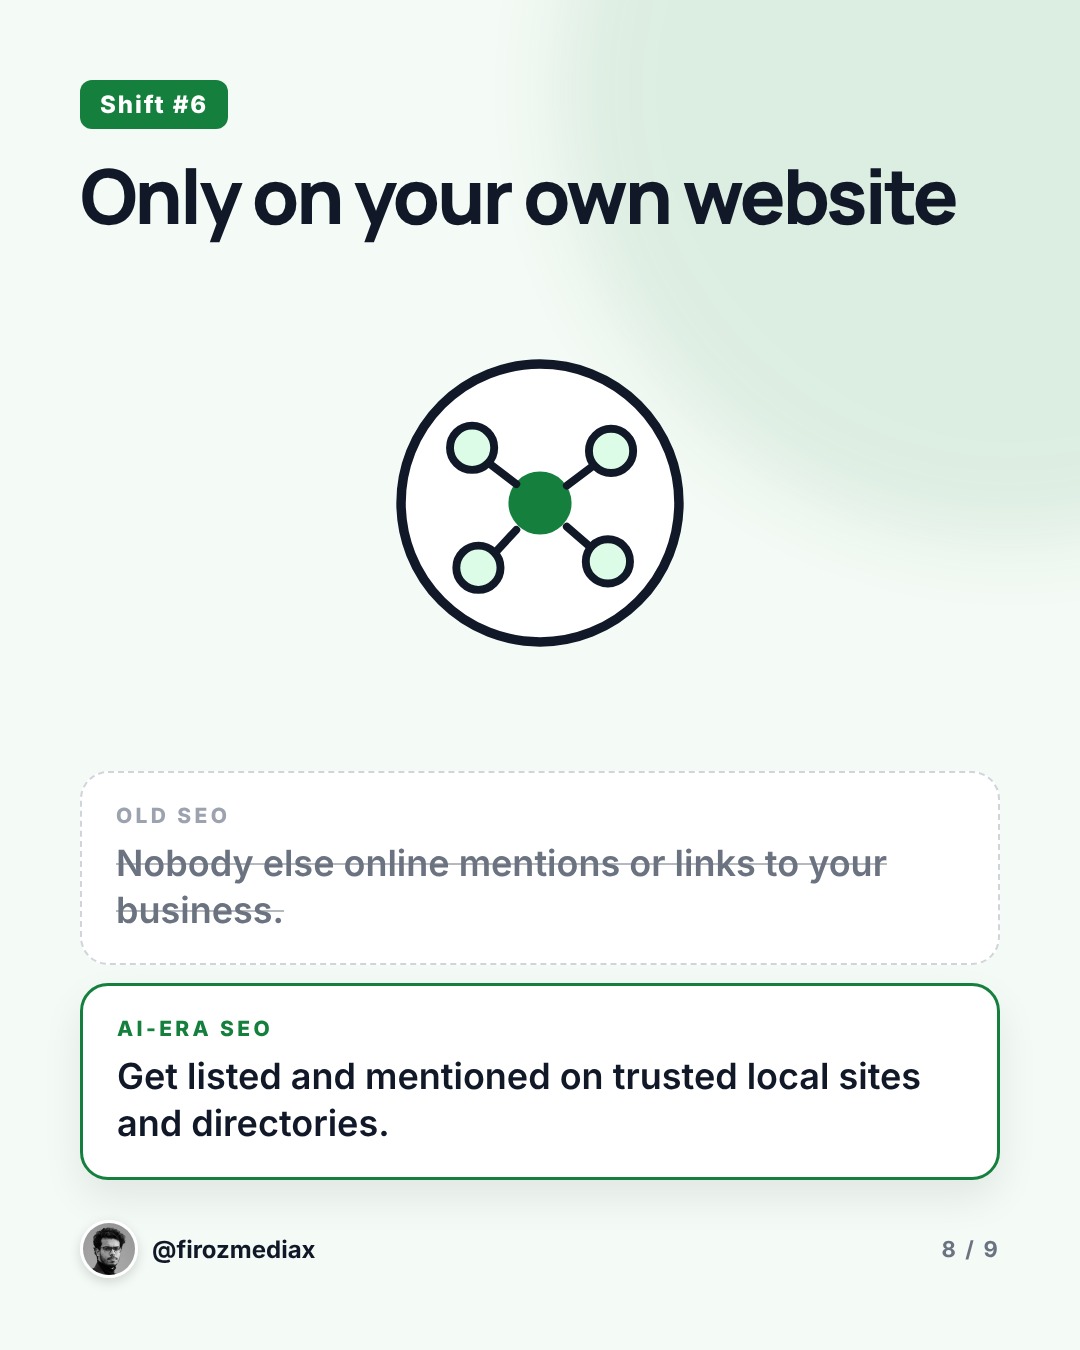 Shift #6
Only on your own website
OLD SEO
Nobody else online mentions or links to your
business.
AI-ERA SEO
Get listed and mentioned on trusted local sites
and directories.
@firozmediax
8 / 9